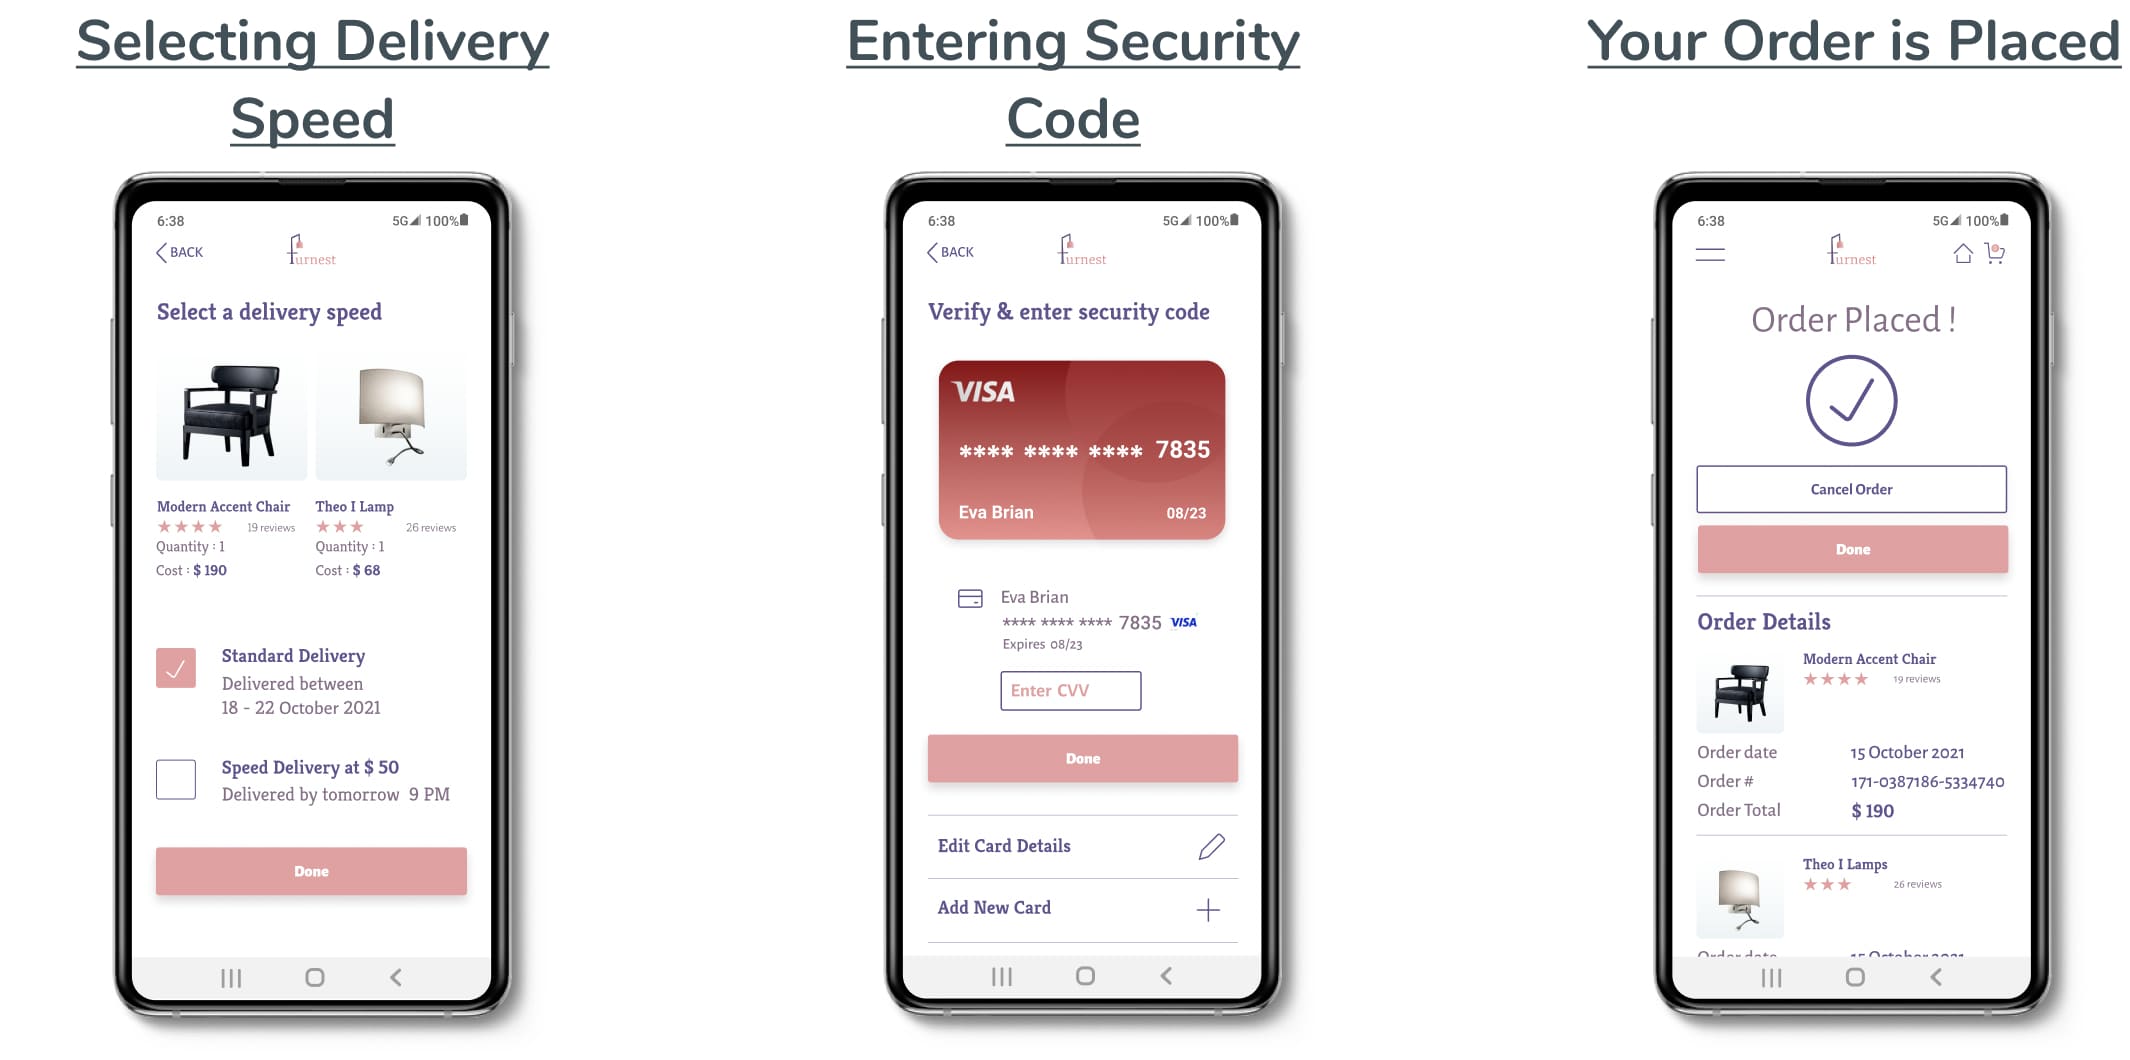 Selecting Delivery
Speed
6:38
5G 100%
BACK
furnest
Select a delivery speed
Modern Accent Chair
19 reviews
Quantity : 1
Cost : $ 190
Theo I Lamp
26 reviews
Quantity : 1
Cost : $ 68
Standard Delivery
Delivered between
18 - 22 October 2021
Speed Delivery at $ 50
Delivered by tomorrow 9 PM
Done
Entering Security
Code
6:38
5G 100%
BACK
furnest
Verify & enter security code
VISA
**** **** **** 7835
Eva Brian 08/23
Eva Brian
**** **** **** 7835 VISA
Expires 08/23
Enter CVV
Done
Edit Card Details
Add New Card
Your Order is Placed
6:38
5G 100%
furnest
Order Placed !
Cancel Order
Done
Order Details
Modern Accent Chair
19 reviews
Order date 15 October 2021
Order # 171-0387186-5334740
Order Total $ 190
Theo I Lamps
26 reviews
Order date 15 October 2021